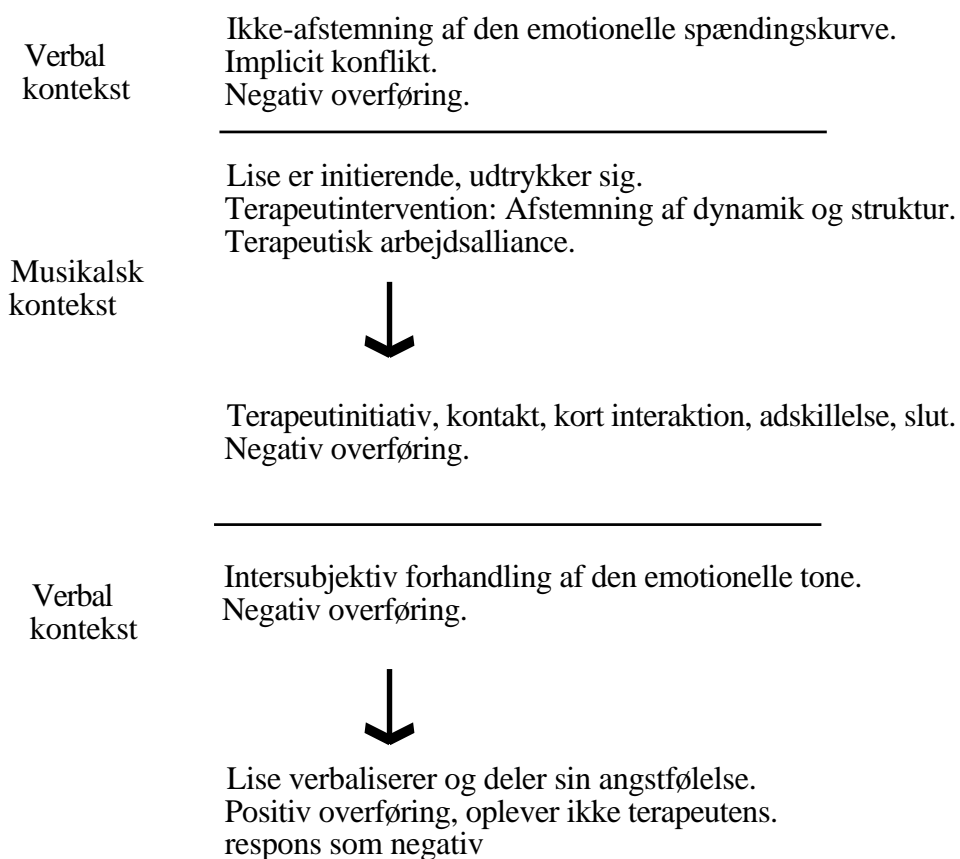 Verbal
kontekst
Ikke-afstemning af den emotionelle spændingskurve.
Implicit konflikt.
Negativ overføring.
Musikalsk
kontekst
Lise er initierende, udtrykker sig.
Terapeutintervention: Afstemning af dynamik og struktur.
Terapeutisk arbejdsalliance.
Terapeutinitiativ, kontakt, kort interaktion, adskillelse, slut.
Negativ overføring.
Verbal
kontekst
Intersubjektiv forhandling af den emotionelle tone.
Negativ overføring.
Lise verbaliserer og deler sin angstfølelse.
Positiv overføring, oplever ikke terapeutens.
respons som negativ